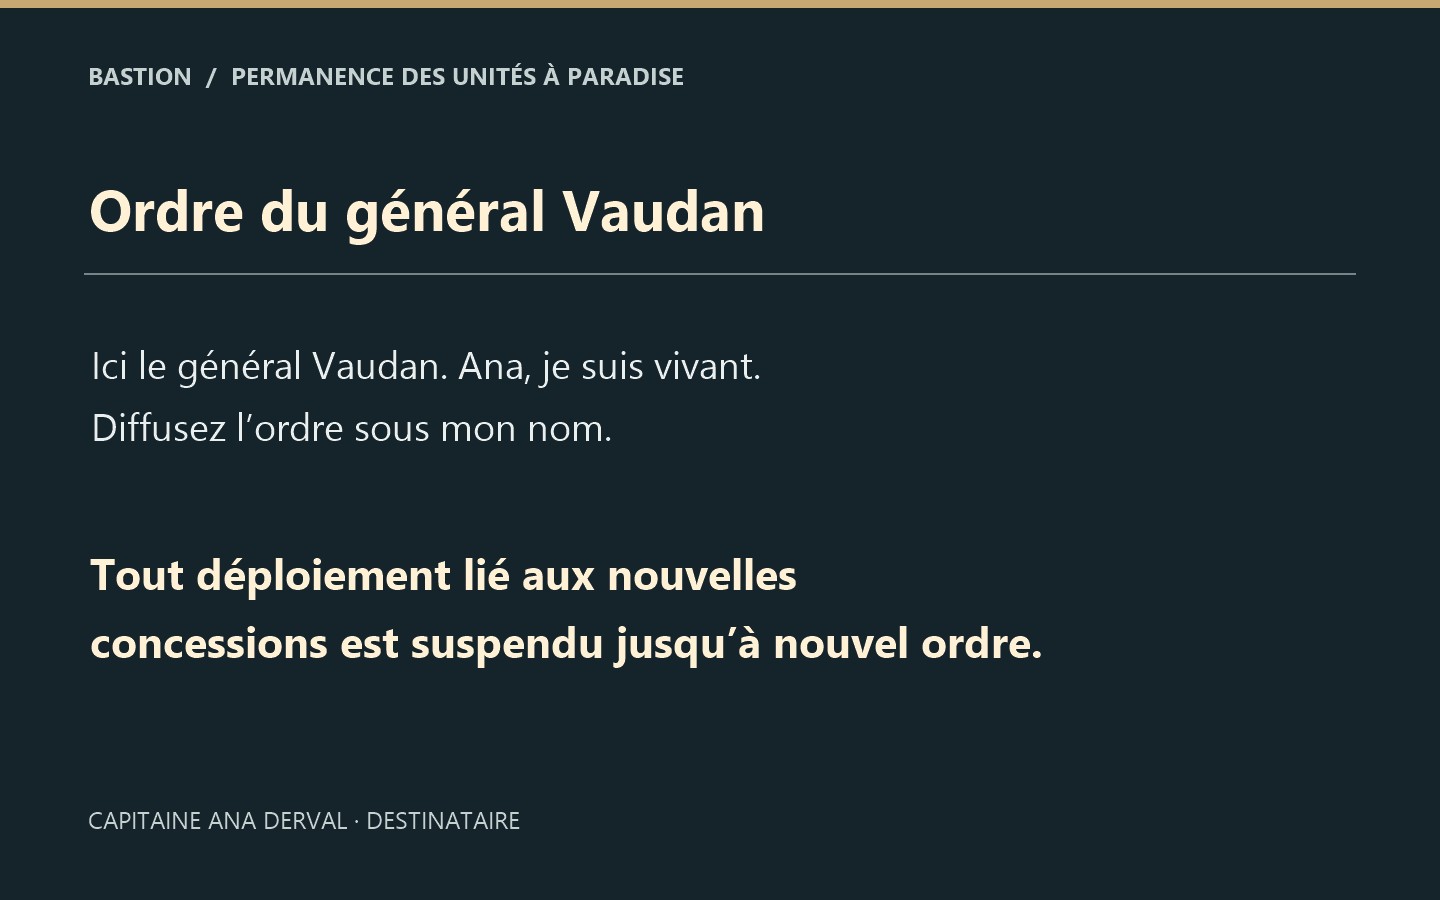 BASTION / PERMANENCE DES UNITÉS À PARADISE
Ordre du général Vaudan
Ici le général Vaudan. Ana, je suis vivant.
Diffusez l’ordre sous mon nom.
Tout déploiement lié aux nouvelles
concessions est suspendu jusqu’à nouvel ordre.
CAPITAINE ANA DERVAL · DESTINATAIRE